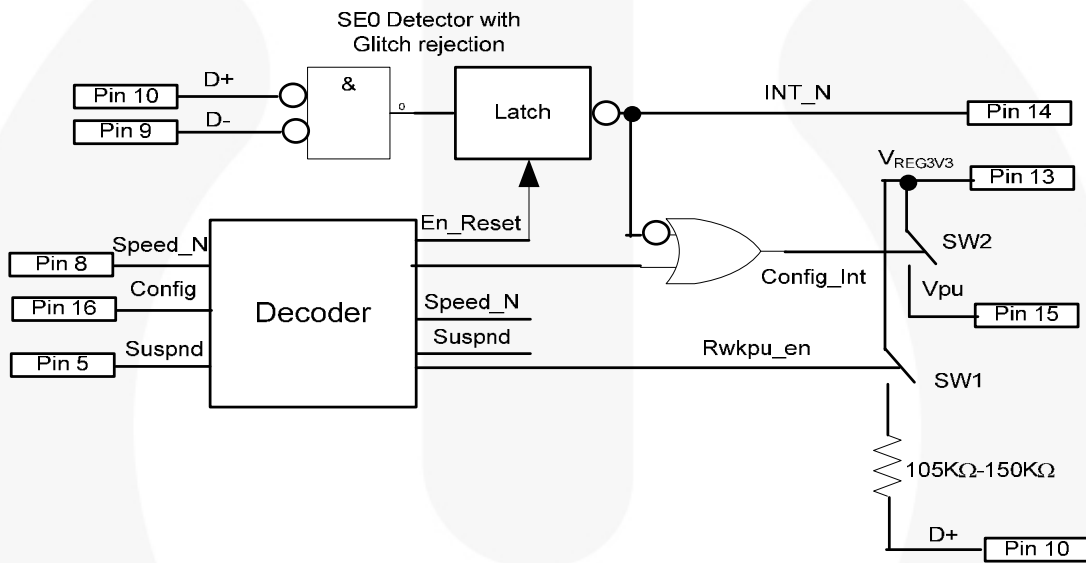 SE0 Detector with
Glitch rejection
Pin 10
D+
Pin 9
D-
&
0
Latch
INT_N
Pin 14
VREG3V3
Pin 13
En_Reset
Pin 8
Speed_N
Pin 16
Config
Pin 5
Suspnd
Decoder
Speed_N
Suspnd
Config_Int
SW2
Vpu
Pin 15
Rwkpu_en
SW1
105KΩ-150KΩ
D+
Pin 10